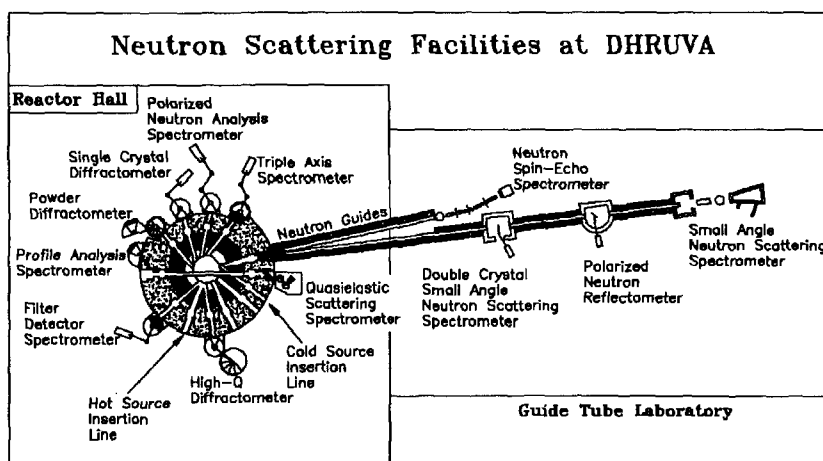 Neutron Scattering Facilities at DHRUVA
Reactor Hall
Polarized
Neutron Analysis
Spectrometer
Single Crystal
Diffractometer
Triple Axis
Spectrometer
Powder
Diffractometer
Profile Analysis
Spectrometer
Filter
Detector
Spectrometer
Hot Source
Insertion
Line
High-Q
Diffractometer
Cold Source
Insertion
Line
Quasielastic
Scattering
Spectrometer
Neutron Guides
Neutron
Spin-Echo
Spectrometer
Double Crystal
Small Angle
Neutron Scattering
Spectrometer
Polarized
Neutron
Reflectometer
Small Angle
Neutron Scattering
Spectrometer
Guide Tube Laboratory